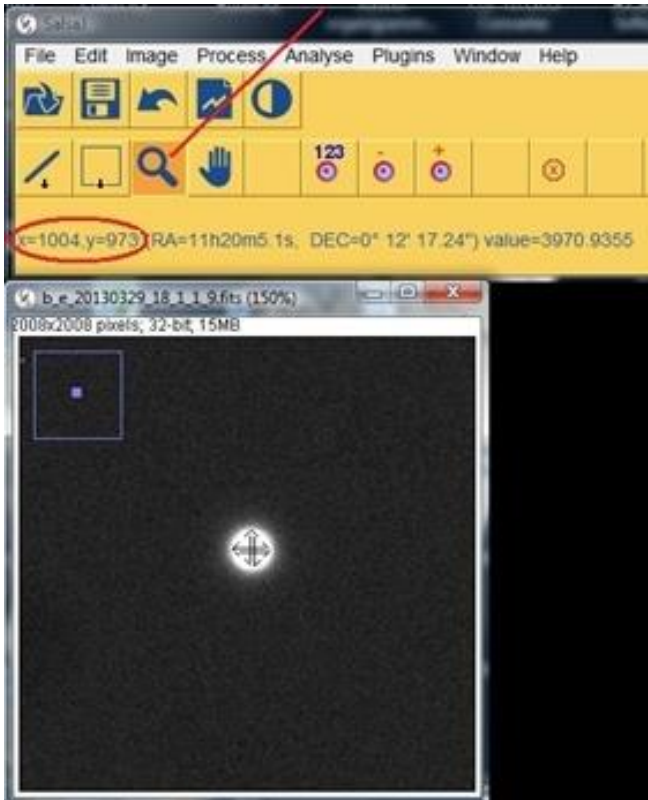 File Edit Image Process Analyse Plugins Window Help
123
x=1004,y=973 (RA=11h20m5.1s, DEC=0° 12' 17.24") value=3970.9355
b_e_20130329_18_1_1_9.fits (150%)
2008x2008 pixels; 32-bit; 15MB